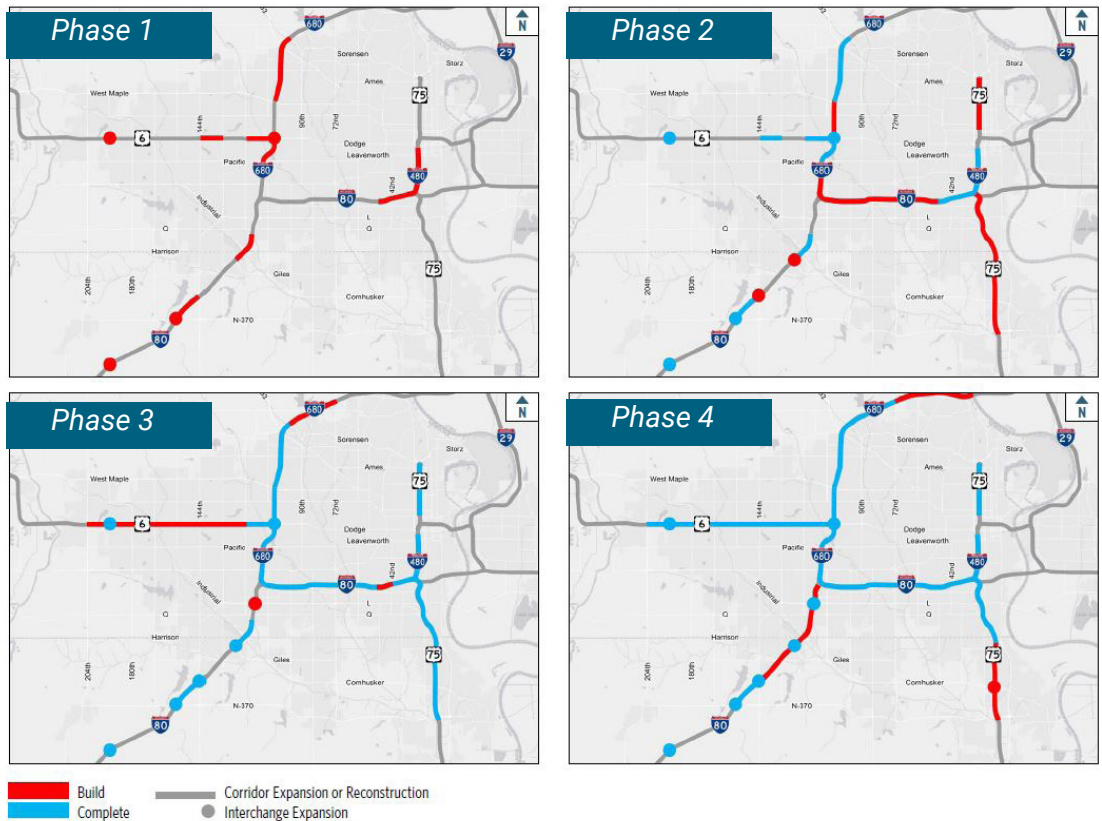 Phase 1
N
680
29
Sorensen
Storz
Ames
West Maple
75
144th
90th
72nd
6
Dodge
Leavenworth
Pacific
680
480
42nd
80
Industrial
L
Q
Q
Harrison
Giles
75
204th
180th
Cornhusker
N-370
80
Phase 2
N
680
29
Sorensen
Storz
Ames
West Maple
75
144th
90th
72nd
6
Dodge
Leavenworth
Pacific
680
480
42nd
80
Industrial
L
Q
Q
Harrison
Giles
75
204th
180th
Cornhusker
N-370
80
Phase 3
N
680
29
Sorensen
Storz
Ames
West Maple
75
144th
90th
72nd
6
Dodge
Leavenworth
Pacific
680
480
42nd
80
Industrial
L
Q
Q
Harrison
Giles
75
204th
180th
Cornhusker
N-370
80
Phase 4
N
680
29
Sorensen
Storz
Ames
West Maple
75
144th
90th
72nd
6
Dodge
Leavenworth
Pacific
680
480
42nd
80
Industrial
L
Q
Q
Harrison
Giles
75
204th
180th
Cornhusker
N-370
80
Build
Corridor Expansion or Reconstruction
Complete
Interchange Expansion